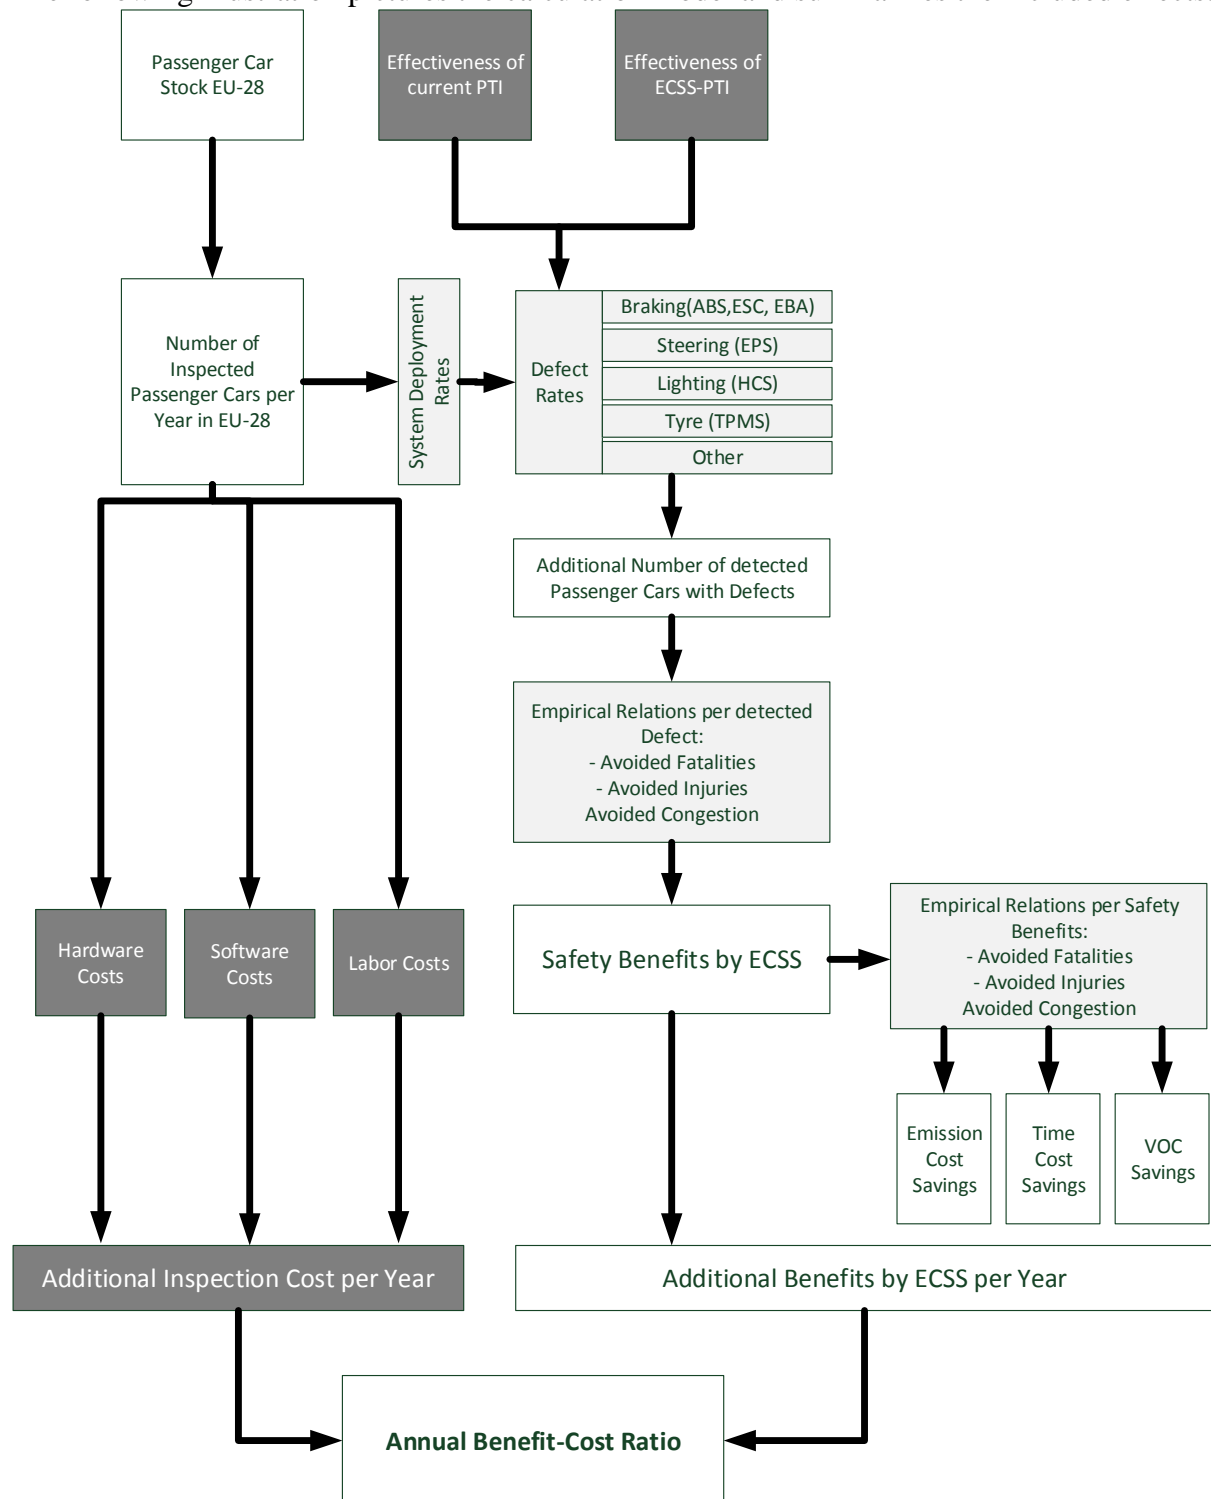 Passenger Car
Stock EU-28
Effectiveness of
current PTI
Effectiveness of
ECSS-PTI
Number of
Inspected
Passenger Cars per
Year in EU-28
System Deployment
Rates
Defect
Rates
Braking(ABS,ESC, EBA)
Steering (EPS)
Lighting (HCS)
Tyre (TPMS)
Other
Additional Number of detected
Passenger Cars with Defects
Empirical Relations per detected
Defect:
- Avoided Fatalities
- Avoided Injuries
Avoided Congestion
Hardware
Costs
Software
Costs
Labor Costs
Safety Benefits by ECSS
Empirical Relations per Safety
Benefits:
- Avoided Fatalities
- Avoided Injuries
Avoided Congestion
Emission
Cost
Savings
Time
Cost
Savings
VOC
Savings
Additional Inspection Cost per Year
Additional Benefits by ECSS per Year
Annual Benefit-Cost Ratio